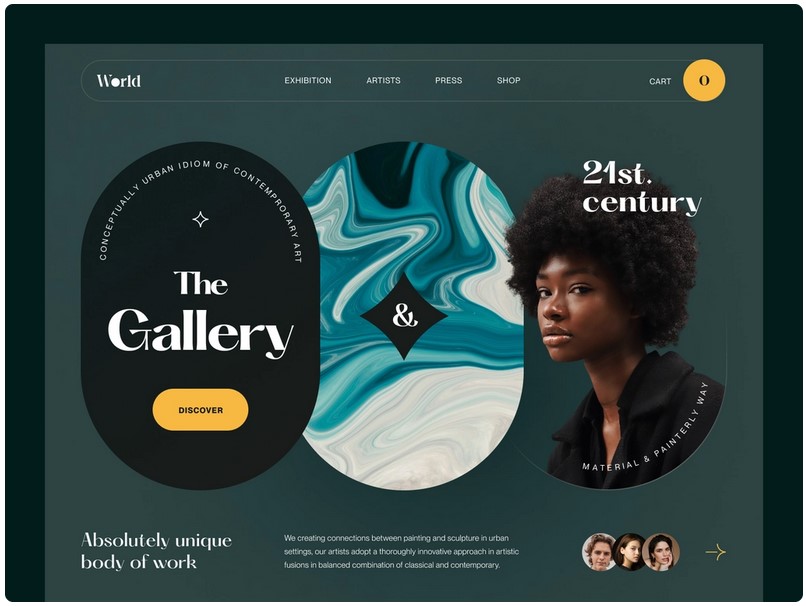 World
EXHIBITION
ARTISTS
PRESS
SHOP
CART
0
CONCEPTUALLY URBAN IDIOM OF CONTEMPRORARY ART
The
Gallery
DISCOVER
&
21st.
century
MATERIAL & PAINTERLY WAY
Absolutely unique
body of work
We creating connections between painting and sculpture in urban
settings, our artists adopt a thoroughly innovative approach in artistic
fusions in balanced combination of classical and contemporary.